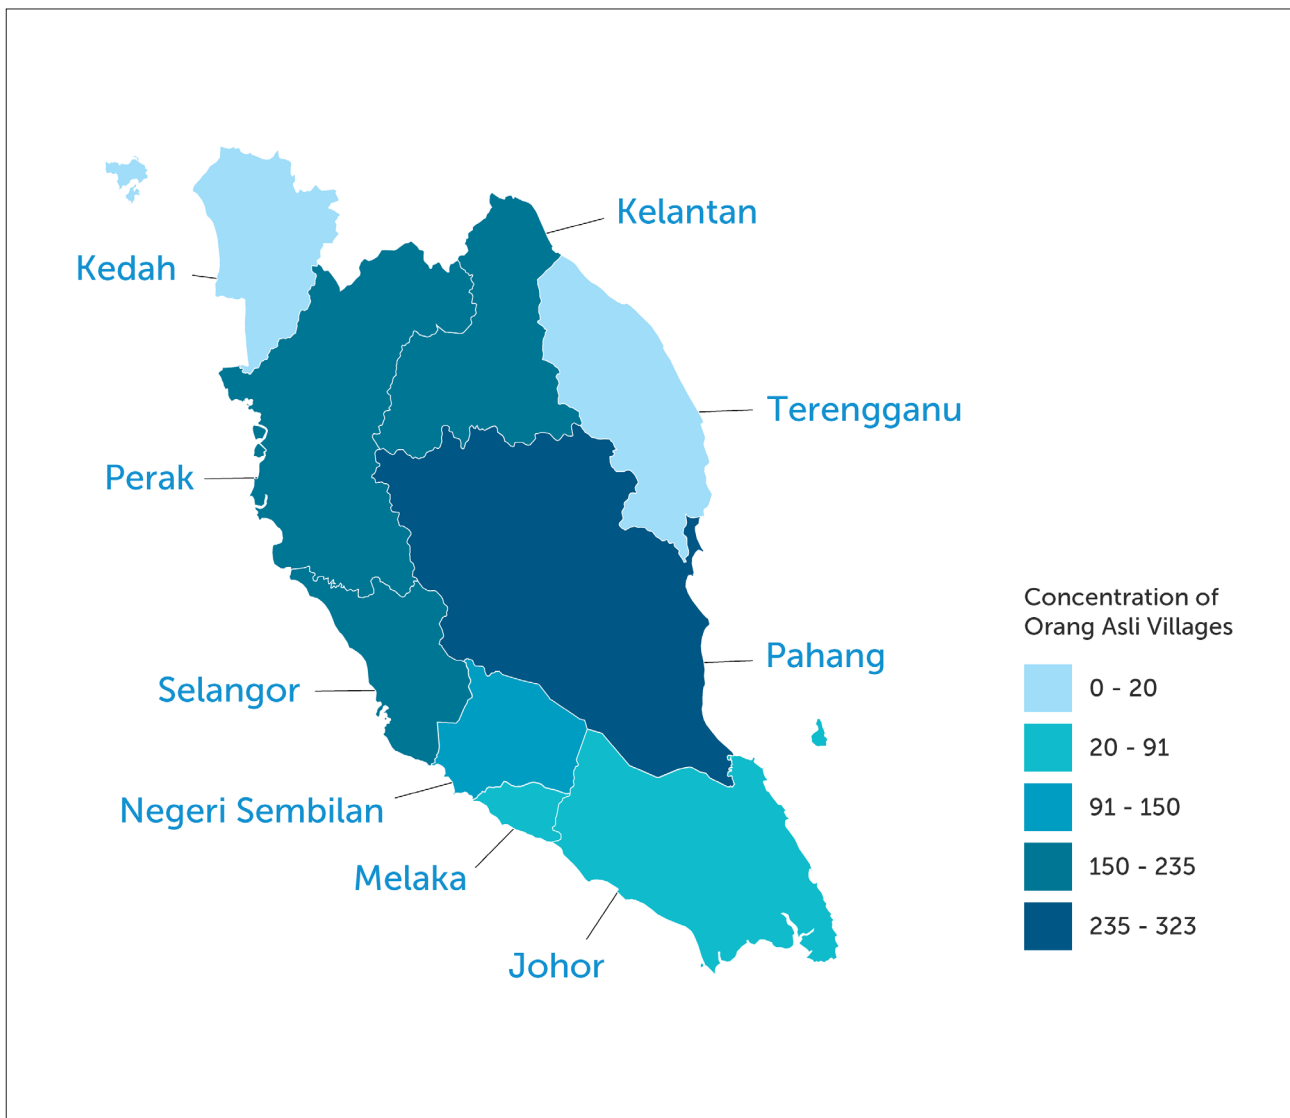 Kelantan
Kedah
Terengganu
Perak
Pahang
Selangor
Negeri Sembilan
Melaka
Johor
Concentration of
Orang Asli Villages
0 - 20
20 - 91
91 - 150
150 - 235
235 - 323